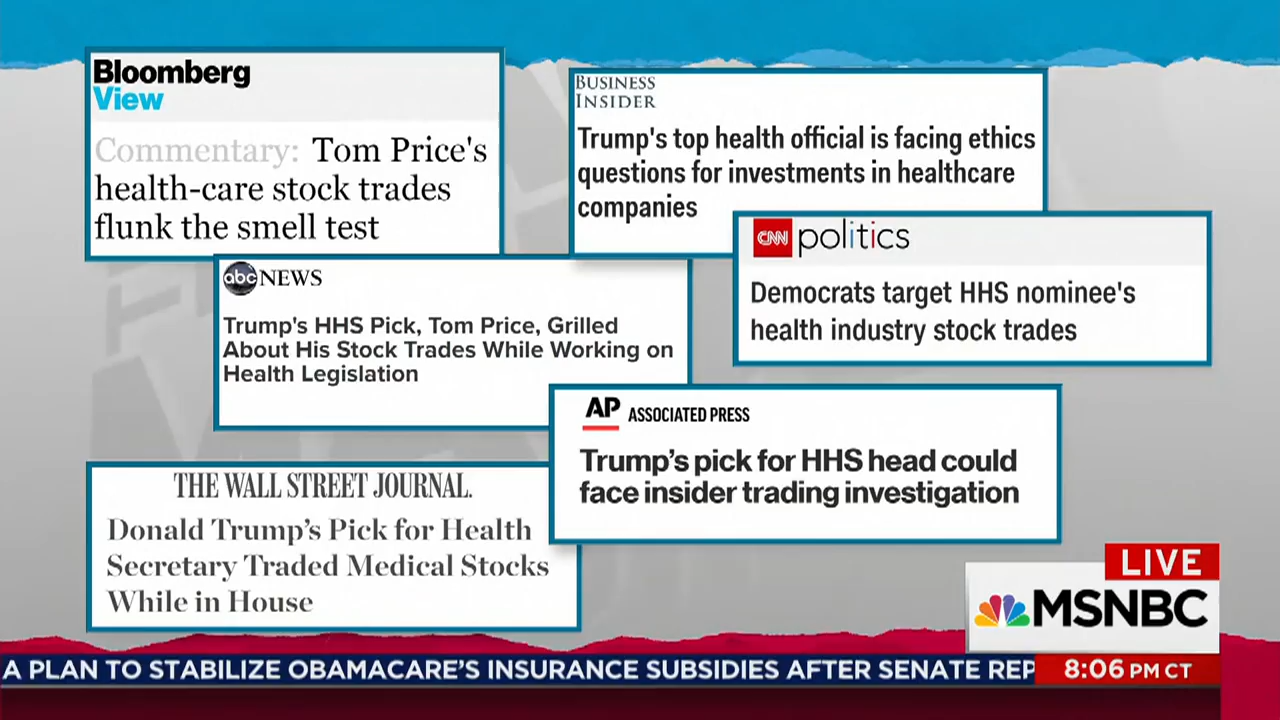 Bloomberg
View
Commentary: Tom Price's
health-care stock trades
flunk the smell test
BUSINESS
INSIDER
Trump's top health official is facing ethics
questions for investments in healthcare
companies
CNN politics
Democrats target HHS nominee's
health industry stock trades
abc NEWS
Trump's HHS Pick, Tom Price, Grilled
About His Stock Trades While Working on
Health Legislation
AP ASSOCIATED PRESS
Trump's pick for HHS head could
face insider trading investigation
THE WALL STREET JOURNAL.
Donald Trump's Pick for Health
Secretary Traded Medical Stocks
While in House
LIVE
MSNBC
A PLAN TO STABILIZE OBAMACARE'S INSURANCE SUBSIDIES AFTER SENATE REP
8:06 PM CT